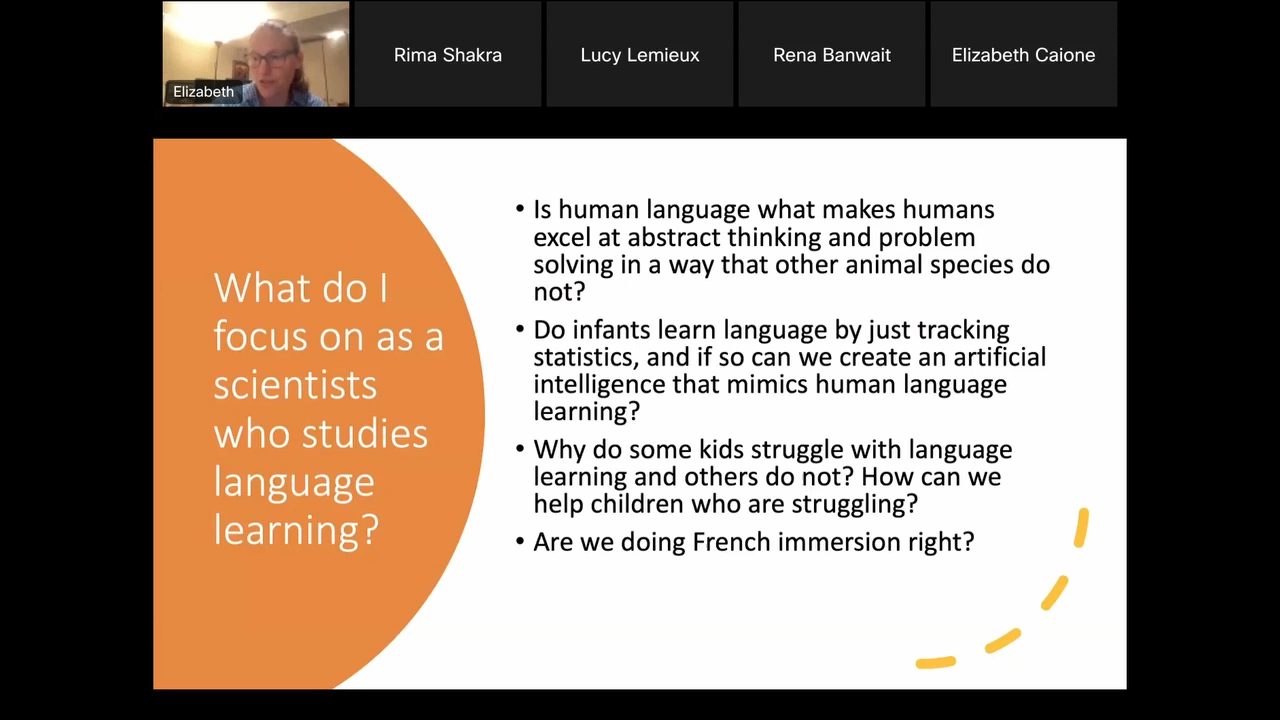 Elizabeth
Rima Shakra
Lucy Lemieux
Rena Banwait
Elizabeth Caione
What do I
focus on as a
scientists
who studies
language
learning?
• Is human language what makes humans
excel at abstract thinking and problem
solving in a way that other animal species do
not?
• Do infants learn language by just tracking
statistics, and if so can we create an artificial
intelligence that mimics human language
learning?
• Why do some kids struggle with language
learning and others do not? How can we
help children who are struggling?
• Are we doing French immersion right?